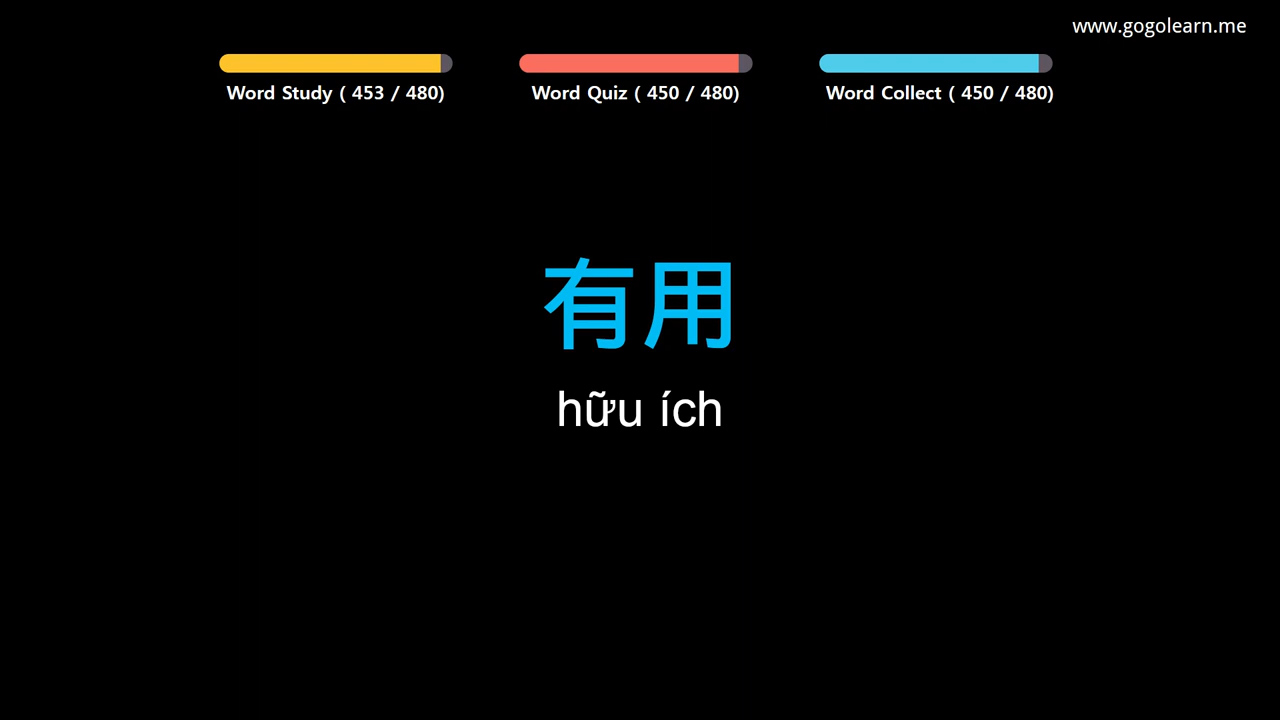 www.gogolearn.me
Word Study ( 453 / 480)
Word Quiz ( 450 / 480)
Word Collect ( 450 / 480)
有用
hữu ích